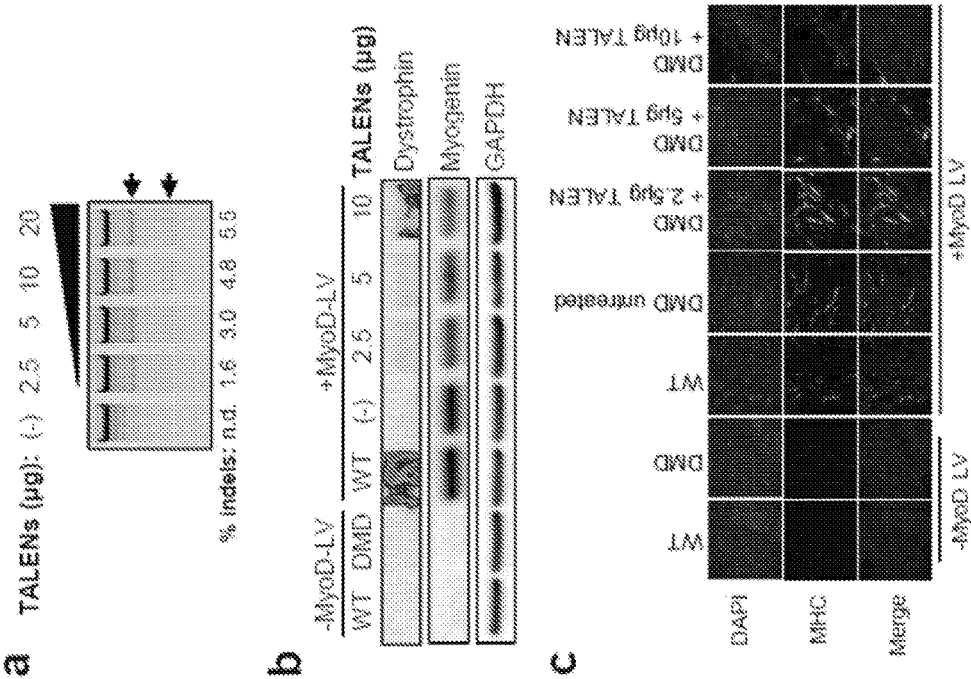 a
TALENs (µg): (-) 2.5 5 10 20
% indels: n.d. 1.6 3.0 4.8 5.5
b
-MyoD-LV +MyoD-LV
WT DMD WT (-) 2.5 5 10 TALENs (µg)
Dystrophin
Myogenin
GAPDH
c
WT DMD WT DMD untreated DMD + 2.5µg TALEN DMD + 5µg TALEN DMD + 10µg TALEN
DAPI
MHC
Merge
-MyoD LV +MyoD LV